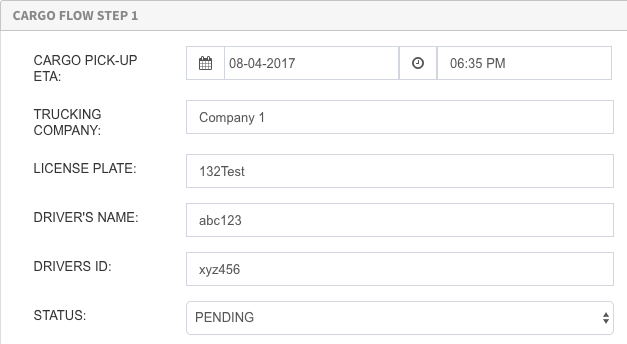 CARGO FLOW STEP 1
CARGO PICK-UP
ETA:
08-04-2017
06:35 PM
TRUCKING
COMPANY:
Company 1
LICENSE PLATE:
132Test
DRIVER'S NAME:
abc123
DRIVERS ID:
xyz456
STATUS:
PENDING